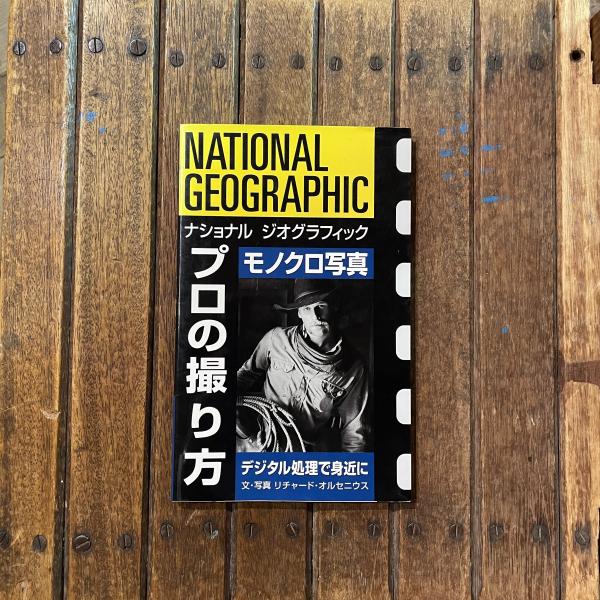 NATIONAL
GEOGRAPHIC
ナショナル ジオグラフィック
プロの撮り方
モノクロ写真
デジタル処理で身近に
文・写真 リチャード・オルセニウス